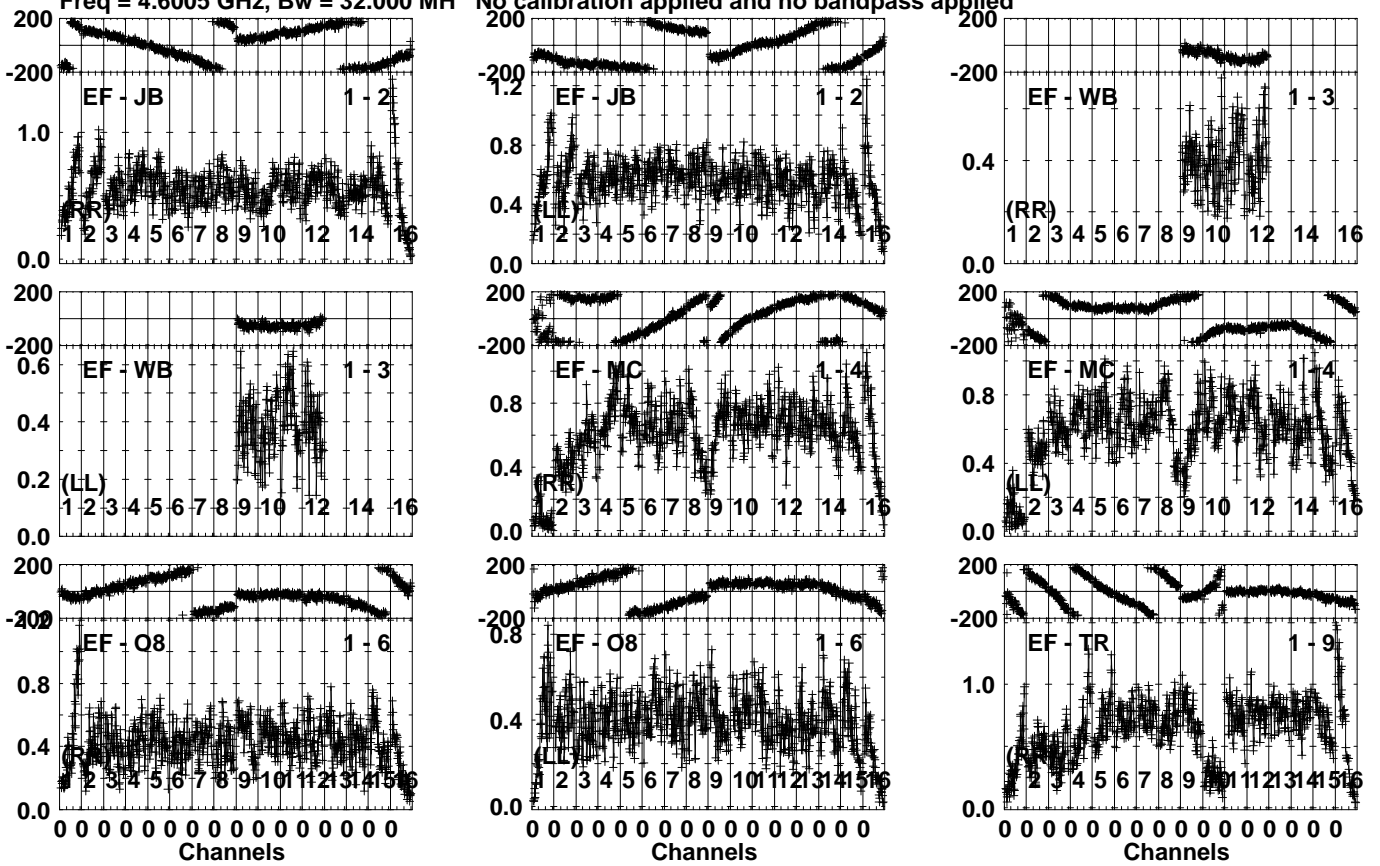 Freq = 4.6005 GHz, Bw = 32.000 MH No calibration applied and no bandpass applied
200 200
-200 -200 -200
EF - JB 1 - 2
1.0
0.0
(RR)
1 2 3 4 5 6 7 8 9 10 12 14 16
200
1.2
EF - JB 1 - 2
0.8
0.4
0.0
(LL)
1 2 3 4 5 6 7 8 9 10 12 14 16
EF - WB 1 - 3
0.4
0.0
(RR)
1 2 3 4 5 6 7 8 9 10 12 14 16
200 200 200
-200 -200 -200
EF - WB 1 - 3
0.6
0.4
0.2
0.0
(LL)
1 2 3 4 5 6 7 8 9 10 12 14 16
EF - MC 1 - 4
0.8
0.4
0.0
(RR)
2 3 4 5 6 7 8 9 10 12 14 16
EF - MC 1 - 4
0.8
0.4
0.0
(LL)
2 3 4 5 6 7 8 9 10 12 14 16
200 200 200
-200 -200 -200
EF - O8 1 - 6
1.2
0.8
0.4
0.0
2 3 4 5 6 7 8 9 10 11 12 13 14 15 16
EF - O8 1 - 6
0.8
0.4
0.0
(LL)
1 2 3 4 5 6 7 8 9 10 11 12 13 14 15 16
EF - TR 1 - 9
1.0
0.0
2 3 4 5 6 7 8 9 10 11 12 13 14 15 16
0 0 0 0 0 0 0 0 0 0 0 0 0 0 0 0
0 0 0 0 0 0 0 0 0 0 0 0 0 0 0 0
0 0 0 0 0 0 0 0 0 0 0 0 0 0 0 0
Channels Channels Channels